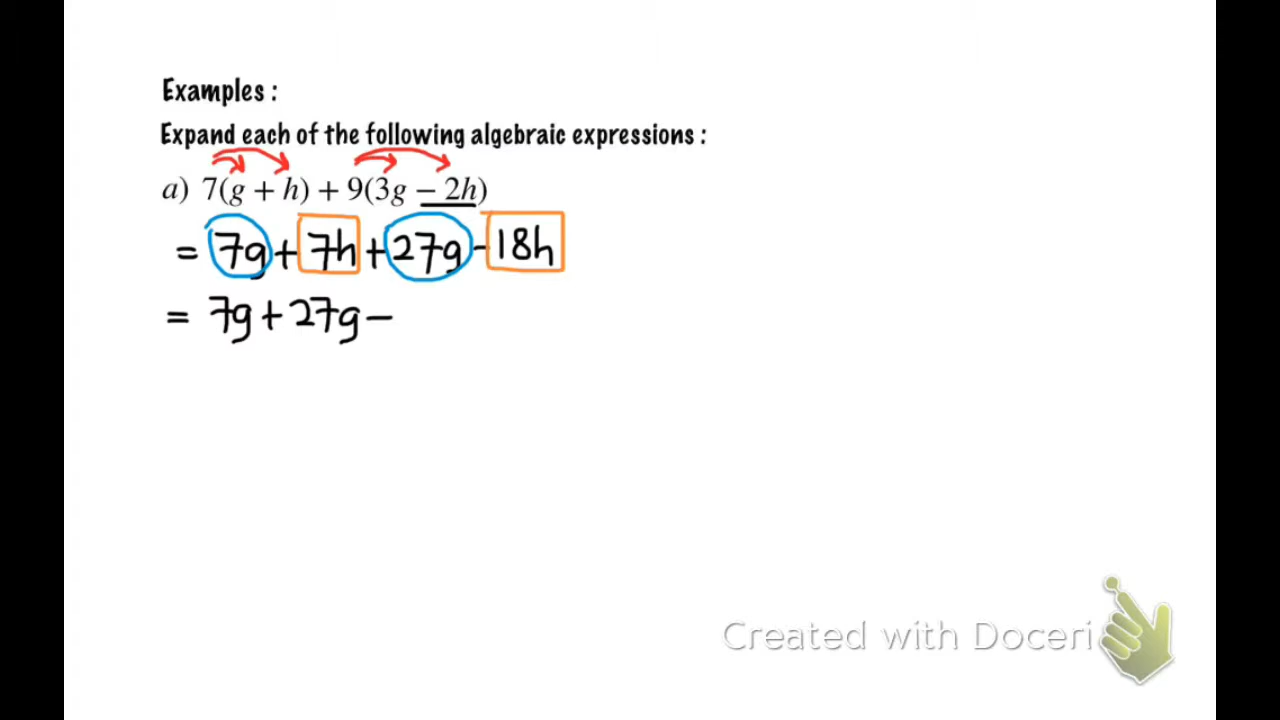 Examples :
Expand each of the following algebraic expressions :
a) 7(g + h) + 9(3g − 2h)
= 7g + 7h + 27g - 18h
= 7g + 27g −
Created with Doceri